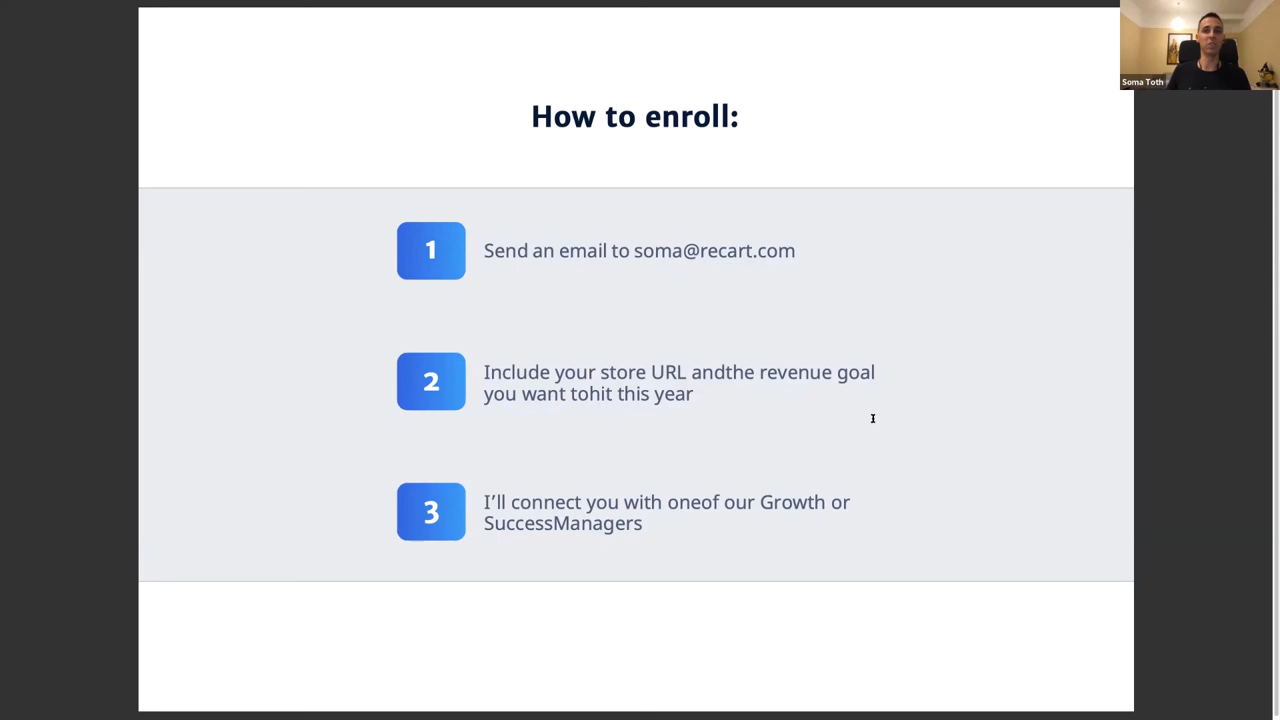 Soma Toth
How to enroll:
1
Send an email to soma@recart.com
2
Include your store URL andthe revenue goal
you want tohit this year
3
I'll connect you with oneof our Growth or
SuccessManagers